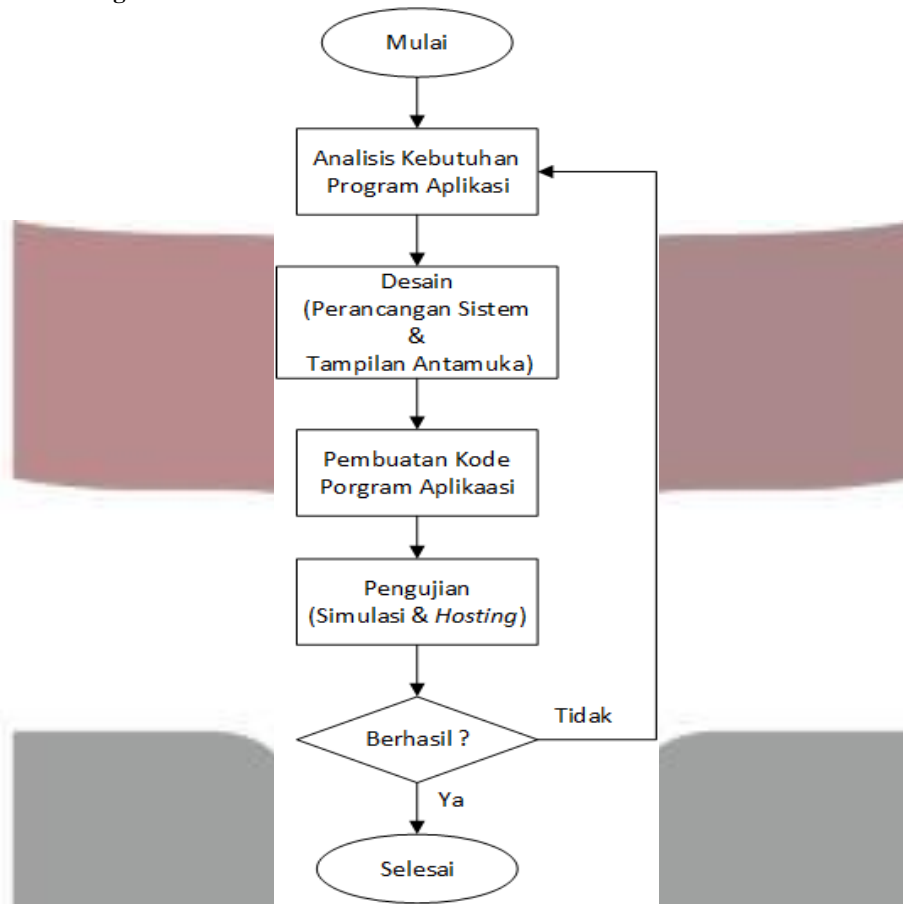 Mulai
Analisis Kebutuhan
Program Aplikasi
Desain
(Perancangan Sistem
&
Tampilan Antamuka)
Pembuatan Kode
Porgram Aplikaasi
Pengujian
(Simulasi & Hosting)
Berhasil ?
Tidak
Ya
Selesai